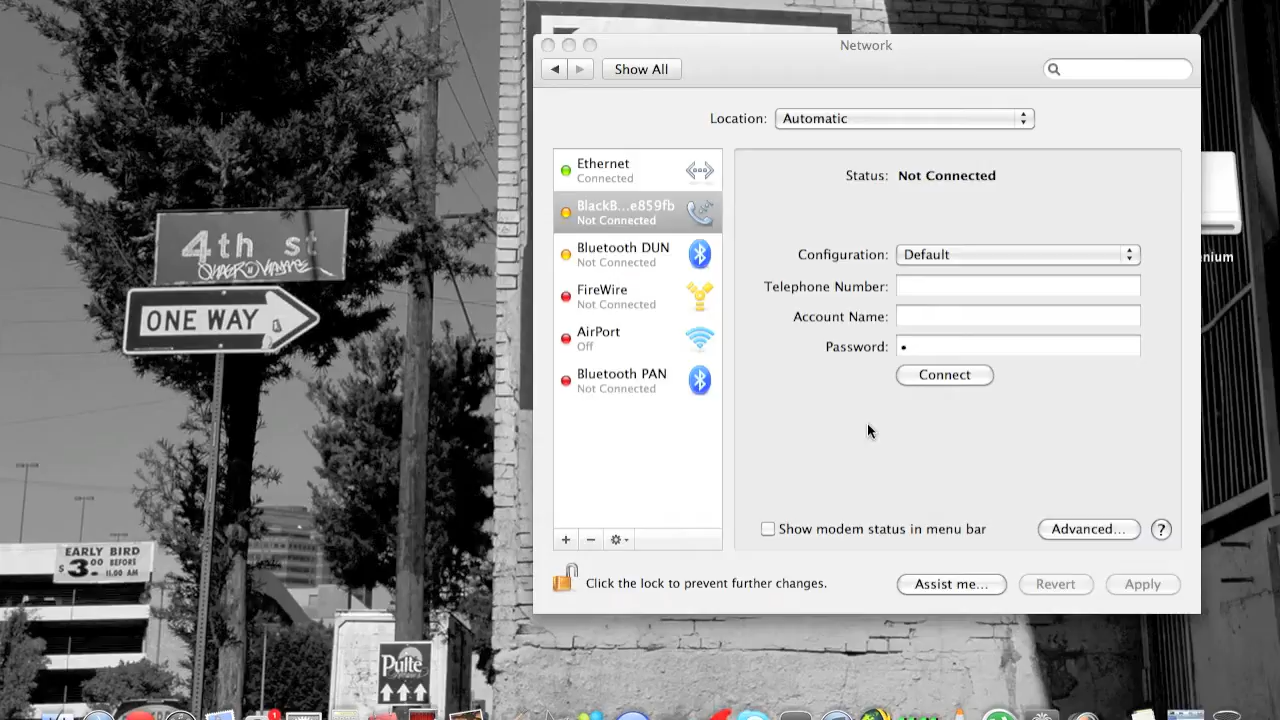 Network
Show All
Location: Automatic
Ethernet
Connected
BlackB...e859fb
Not Connected
Bluetooth DUN
Not Connected
FireWire
Not Connected
AirPort
Off
Bluetooth PAN
Not Connected
Status: Not Connected
Configuration: Default
Telephone Number:
Account Name:
Password: •
Connect
Show modem status in menu bar
Advanced...
?
Click the lock to prevent further changes.
Assist me...
Revert
Apply
nium
4th st
ONE WAY
EARLY BIRD
$3.00 BEFORE
11:00 AM
Pulte
1